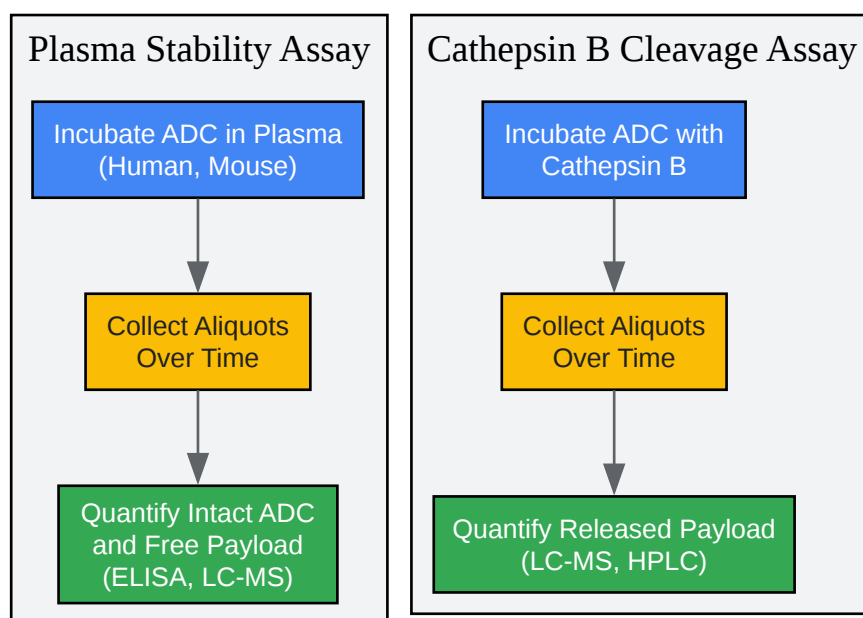 Plasma Stability Assay
Incubate ADC in Plasma
(Human, Mouse)
Collect Aliquots
Over Time
Quantify Intact ADC
and Free Payload
(ELISA, LC-MS)
Cathepsin B Cleavage Assay
Incubate ADC with
Cathepsin B
Collect Aliquots
Over Time
Quantify Released Payload
(LC-MS, HPLC)